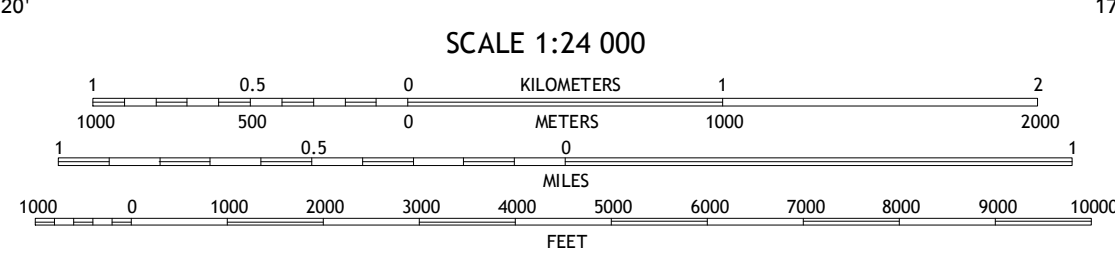 20' 17
SCALE 1:24 000
1 0.5 0 KILOMETERS 1 2
1000 500 0 METERS 1000 2000
1 0.5 0 1
MILES
1000 0 1000 2000 3000 4000 5000 6000 7000 8000 9000 10000
FEET